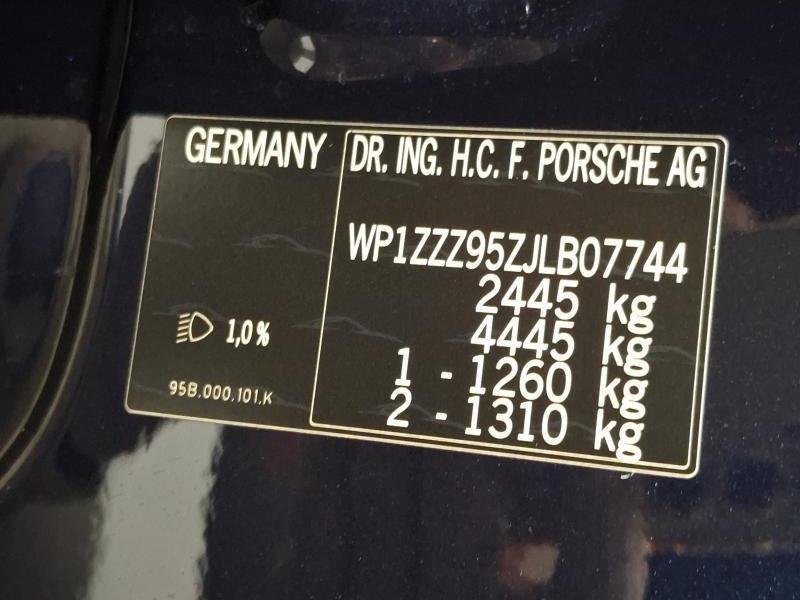 GERMANY
DR. ING. H.C. F. PORSCHE AG
WP1ZZZ95ZJLB07744
2445 kg
4445 kg
1 - 1260 kg
2 - 1310 kg
1,0%
95B.000.101.K